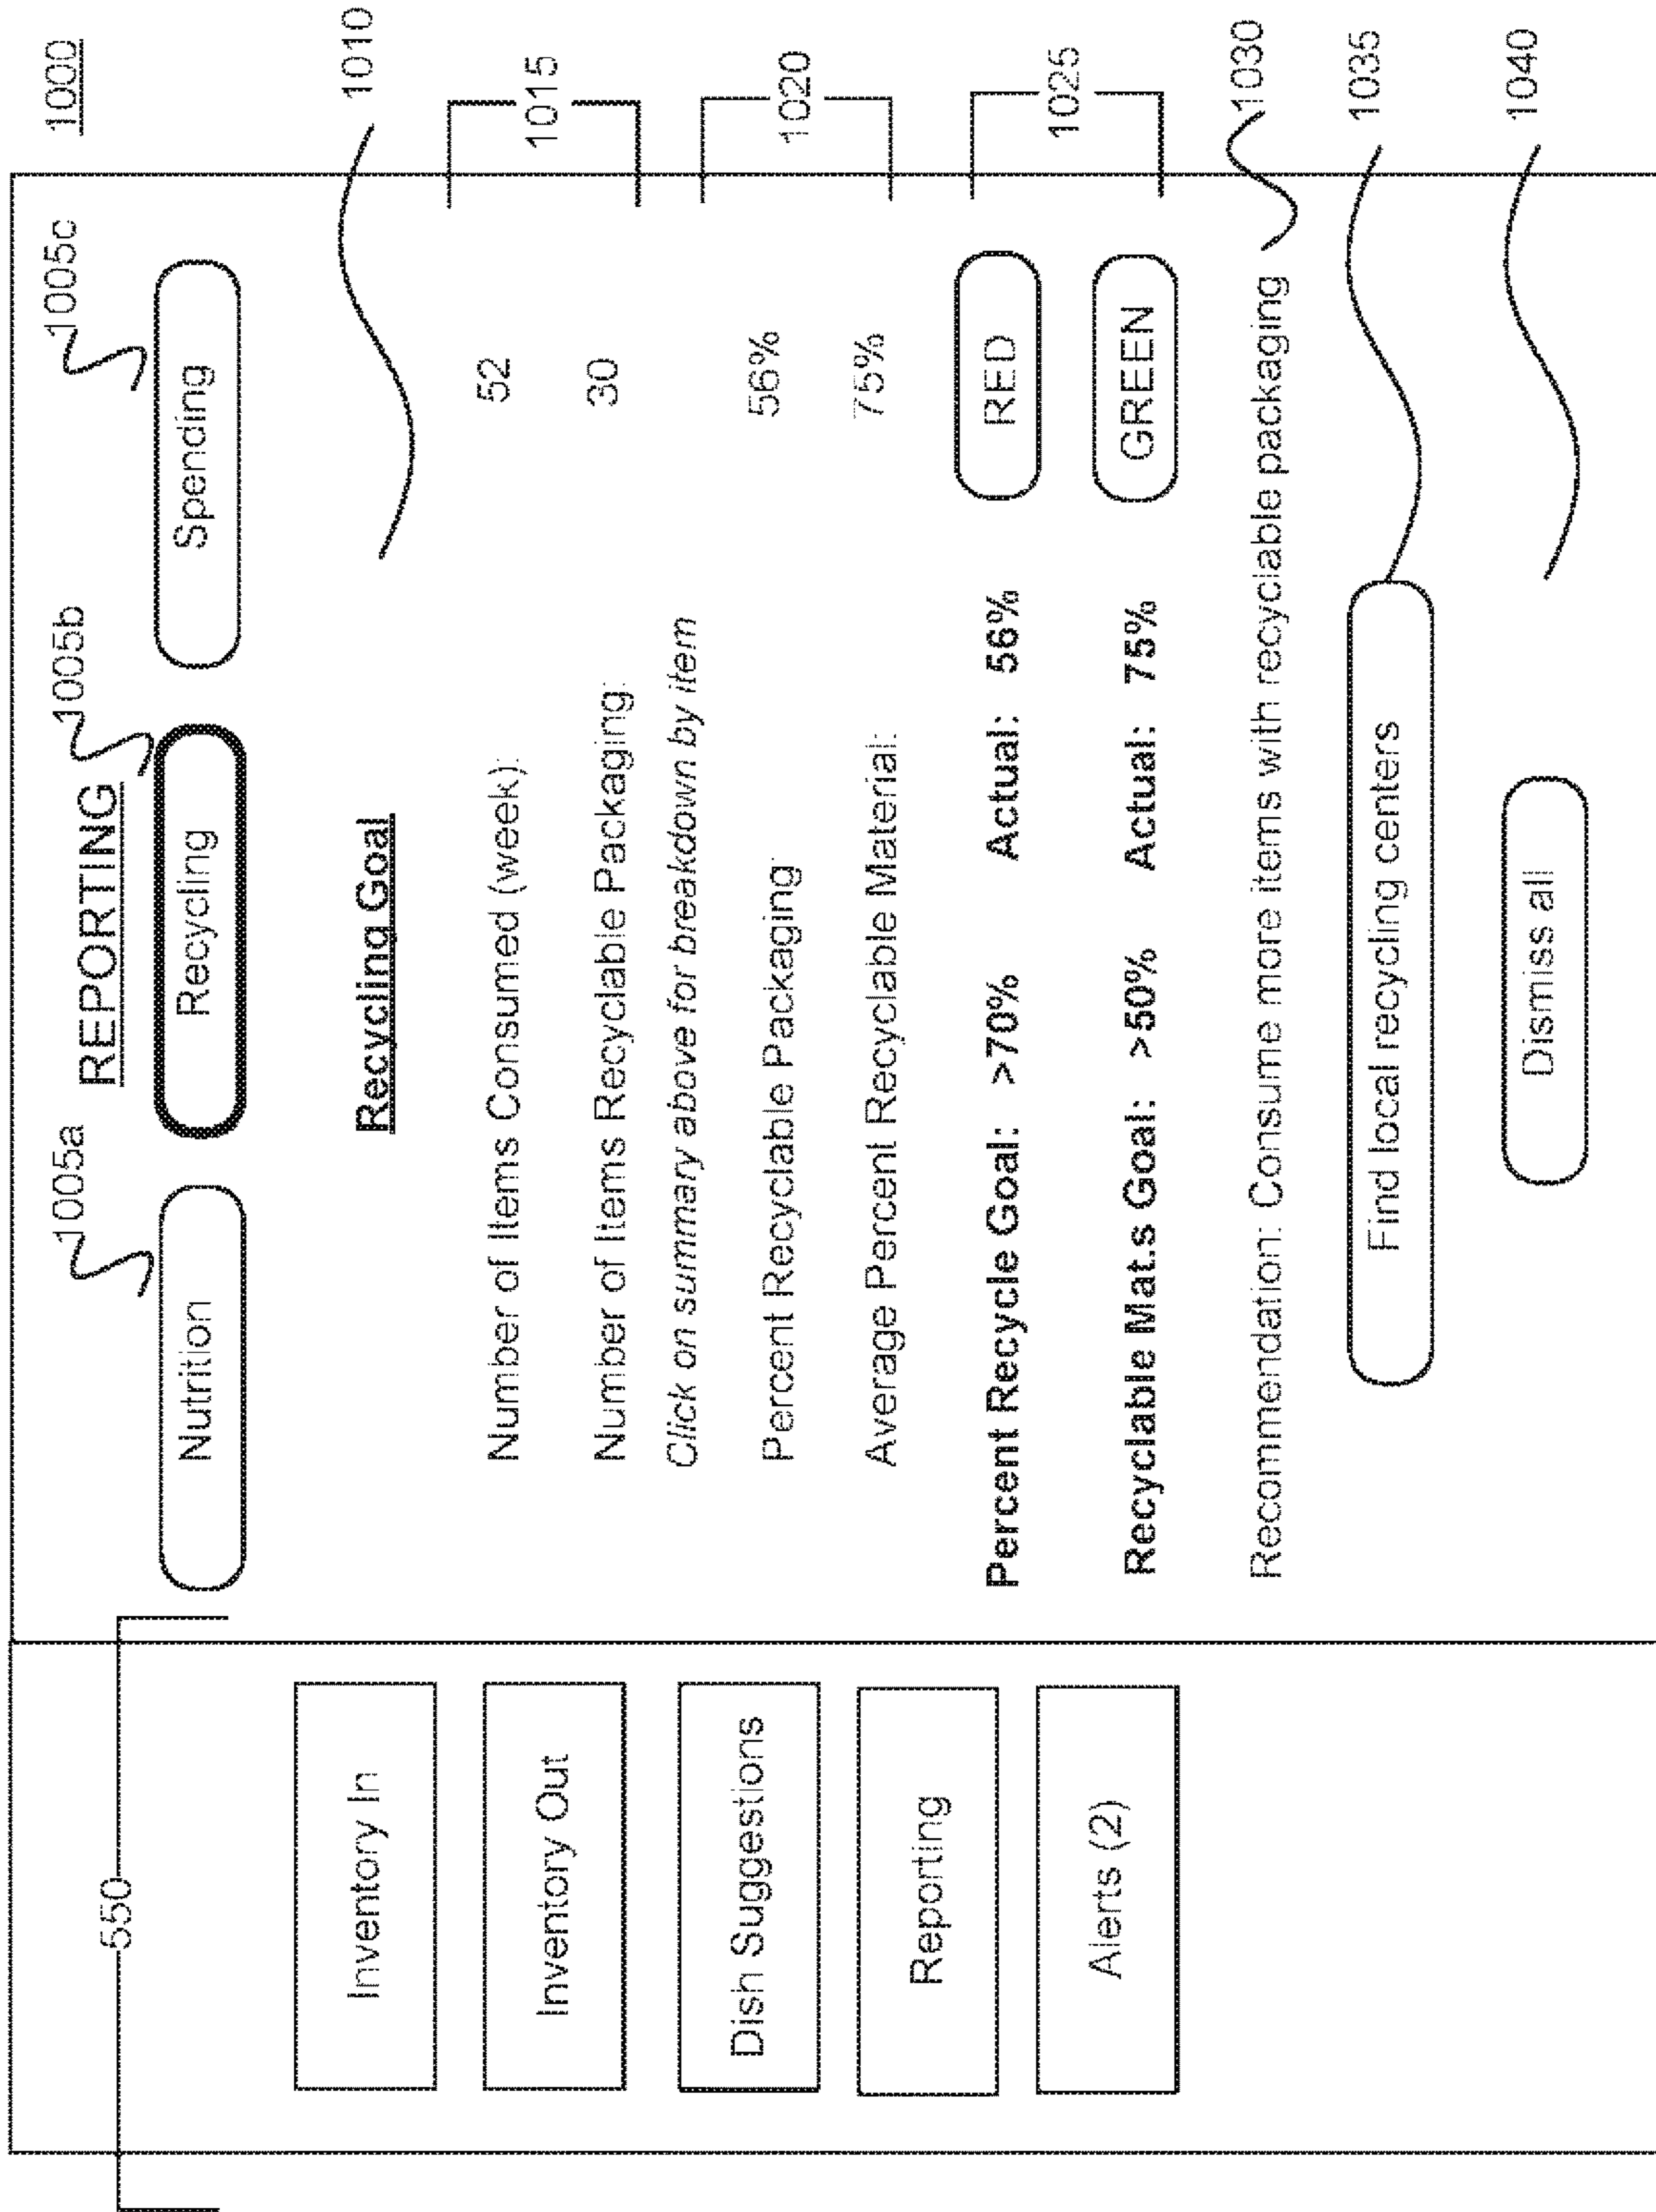 1000
REPORTING
1005a
1005b
1005c
Nutrition
Recycling
Spending
550
Inventory In
Inventory Out
Dish Suggestions
Reporting
Alerts (2)
Recycling Goal
1010
Number of Items Consumed (week): 52
Number of Items Recyclable Packaging: 30
1015
Click on summary above for breakdown by item
Percent Recyclable Packaging: 56%
Average Percent Recyclable Material: 75%
1020
Percent Recycle Goal: >70% Actual: 56% RED
Recyclable Mat.s Goal: >50% Actual: 75% GREEN
1025
Recommendation: Consume more items with recyclable packaging
1030
Find local recycling centers
1035
Dismiss all
1040